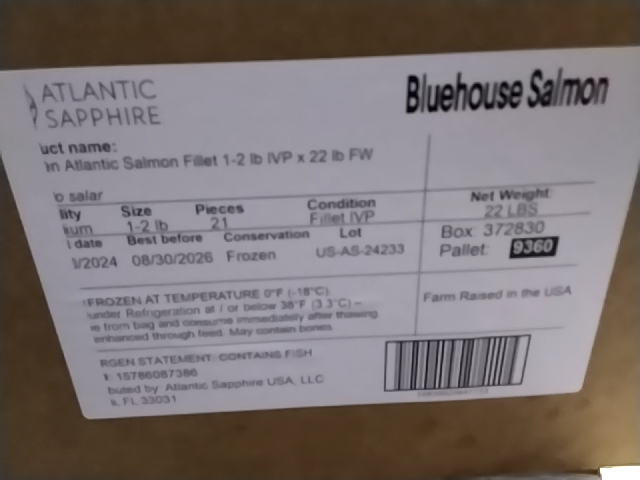 ATLANTIC
SAPPHIRE
Bluehouse Salmon
uct name:
Atlantic Salmon Fillet 1-2 lb IVP x 22 lb FW
o salar
lity Size Pieces Condition Net Weight:
ium 1-2 lb 21 Fillet IVP 22 LBS
date Best before Conservation Lot Box: 372830
/2024 08/30/2026 Frozen US-AS-24233 Pallet: 9360
FROZEN AT TEMPERATURE 0°F (-18°C)
under Refrigeration at / or below 38°F (3.3°C) –
e from bag and consume immediately after thawing
enhanced through feed. May contain bones
Farm Raised in the USA
RGEN STATEMENT: CONTAINS FISH
15786087386
buted by Atlantic Sapphire USA, LLC
FL 33031